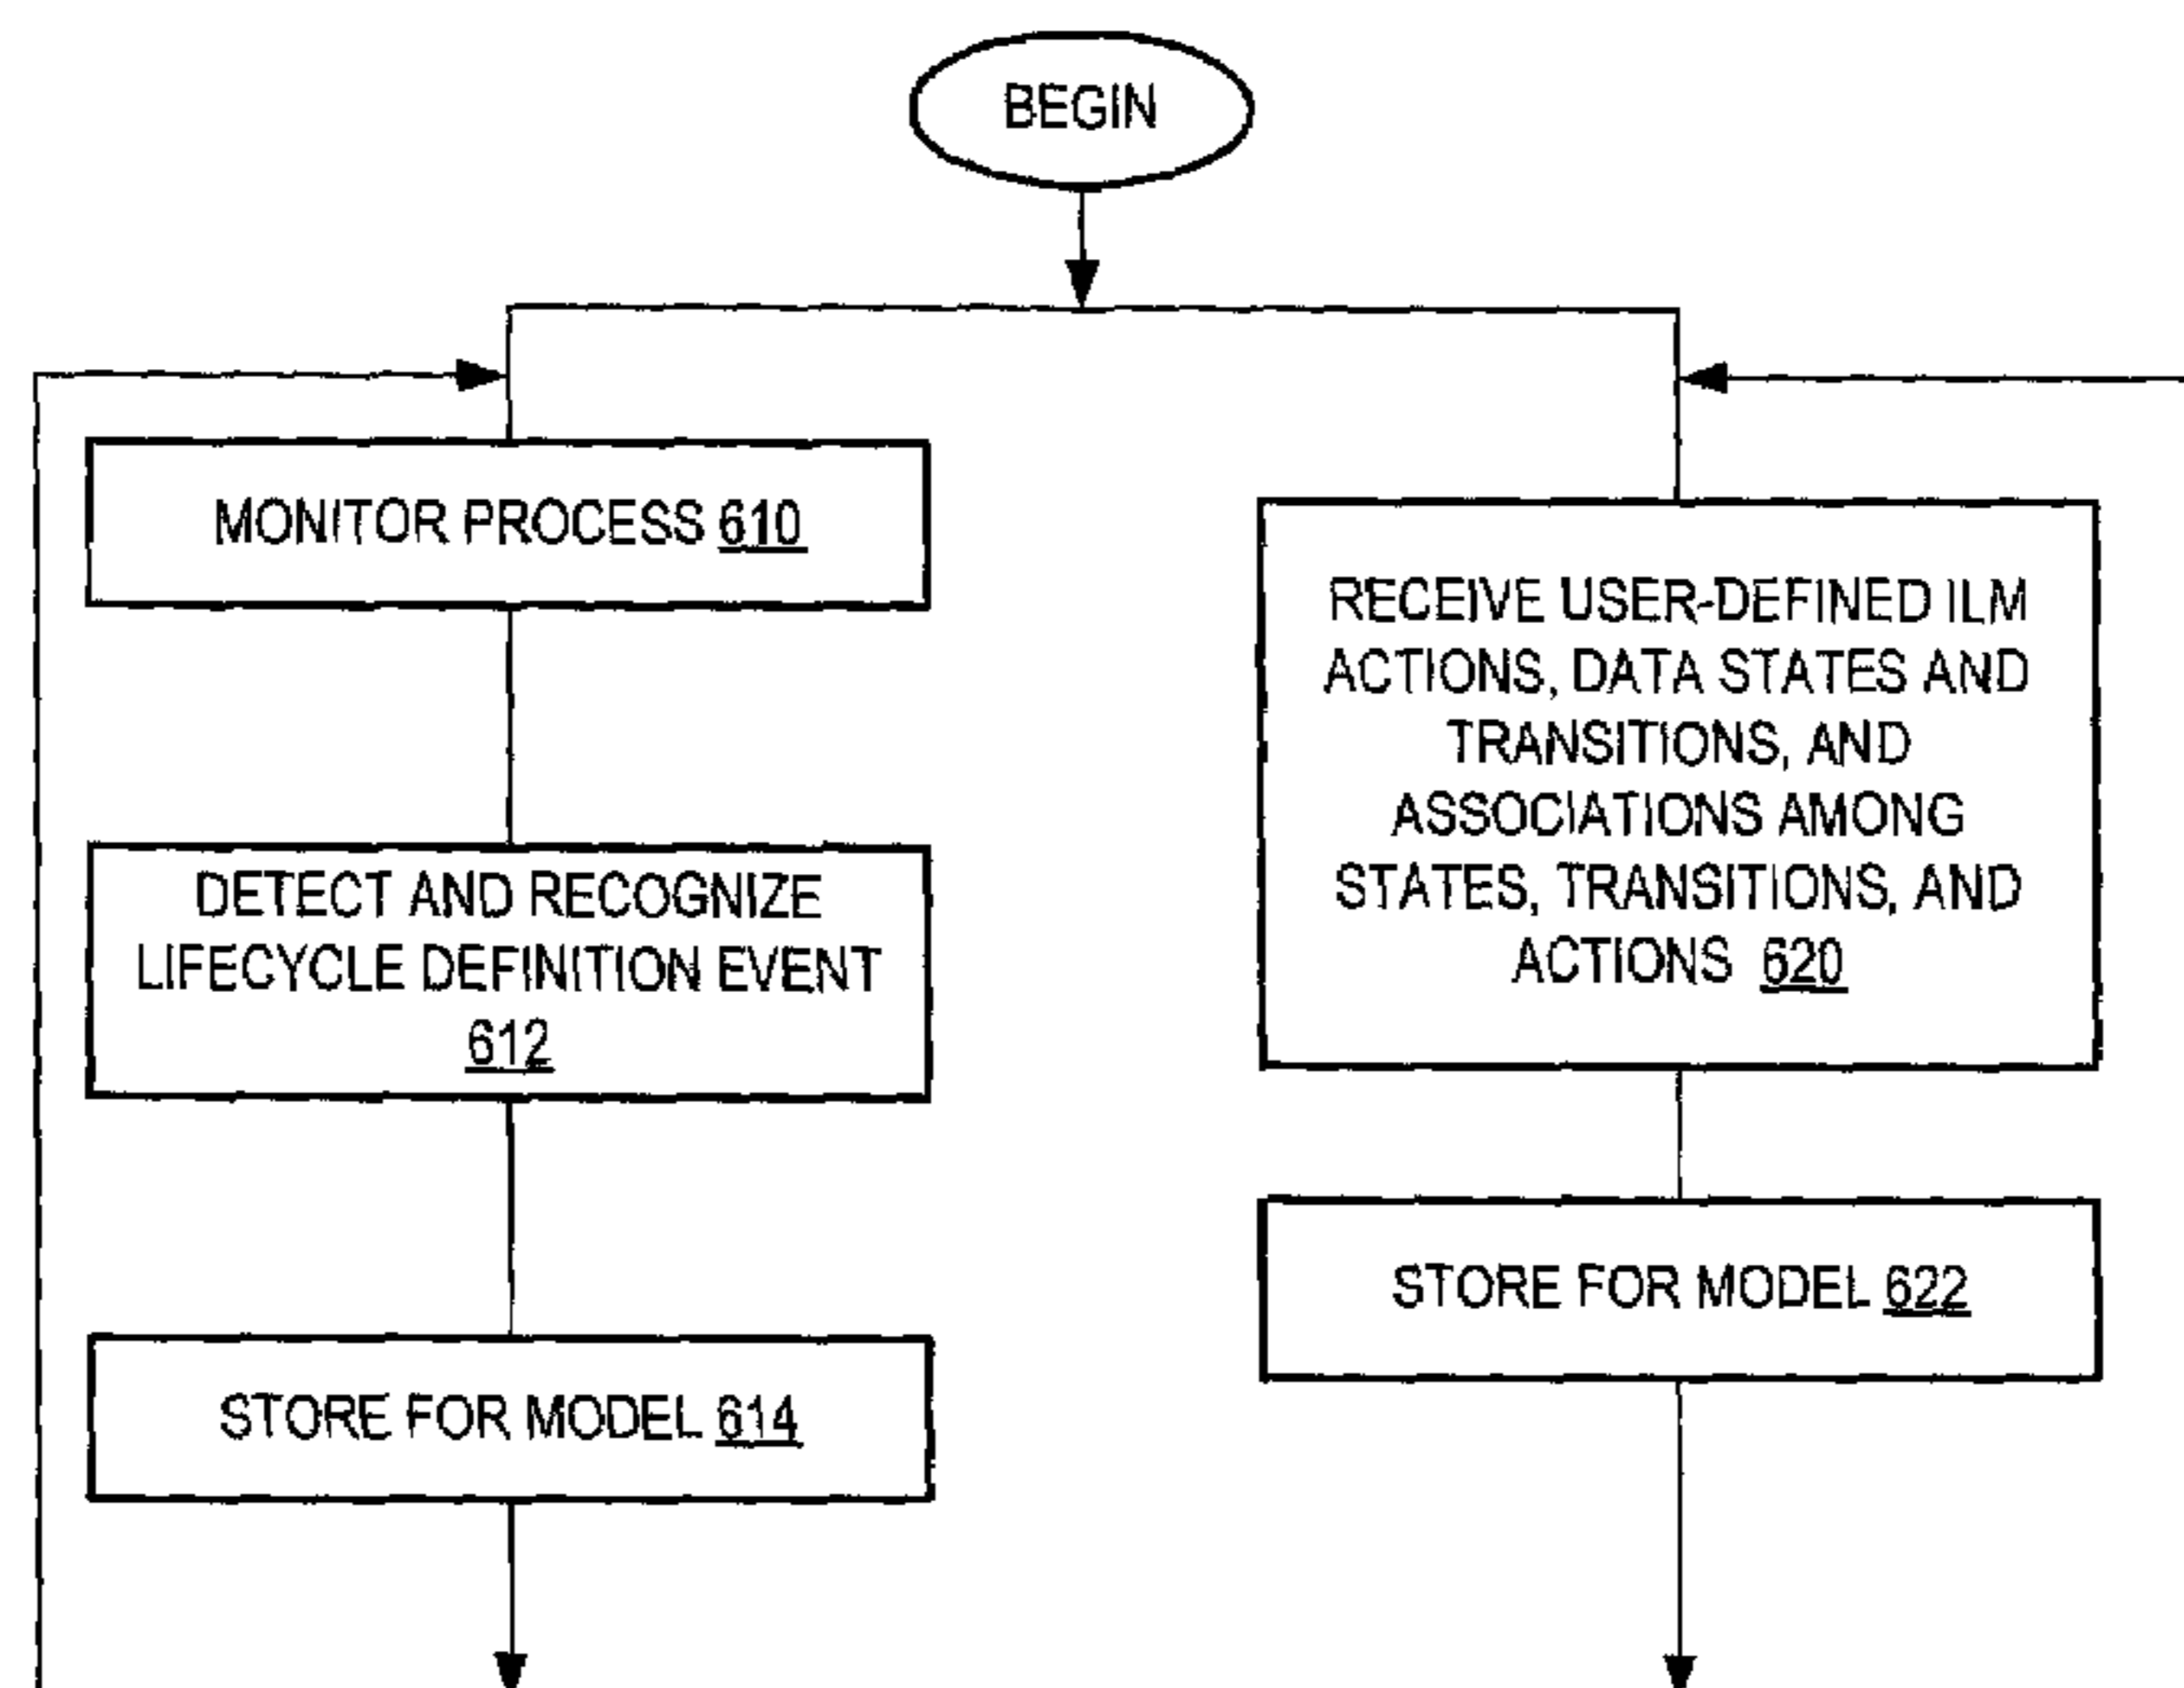 BEGIN
MONITOR PROCESS 610
DETECT AND RECOGNIZE
LIFECYCLE DEFINITION EVENT
612
STORE FOR MODEL 614
RECEIVE USER-DEFINED ILM
ACTIONS, DATA STATES AND
TRANSITIONS, AND
ASSOCIATIONS AMONG
STATES, TRANSITIONS, AND
ACTIONS 620
STORE FOR MODEL 622